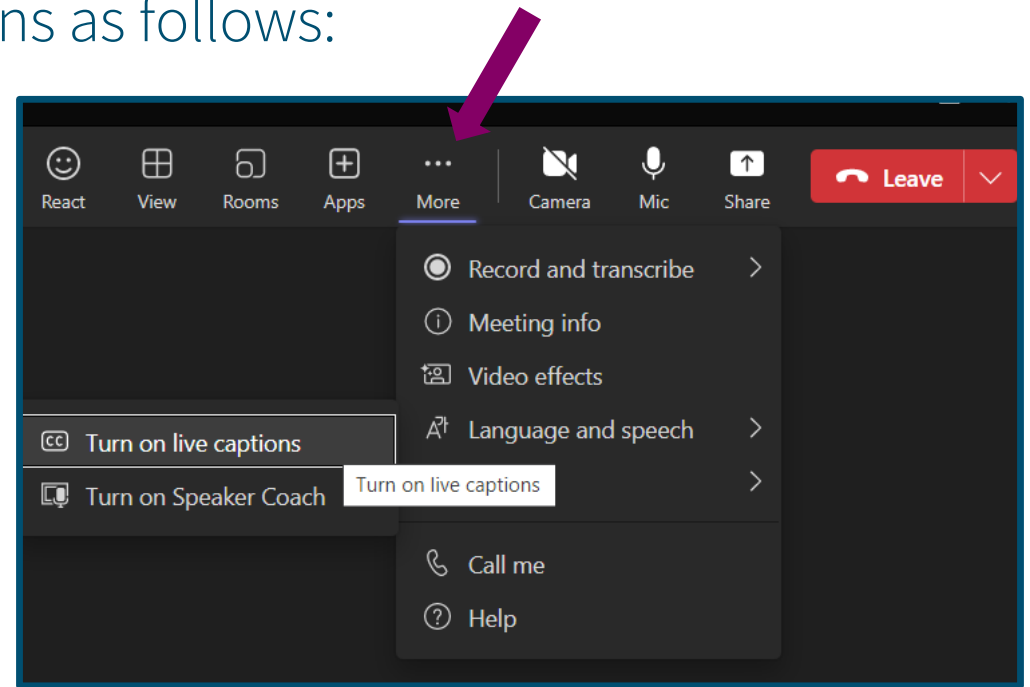 ns as follows:
React View Rooms Apps More Camera Mic Share Leave
Record and transcribe
Meeting info
Video effects
Language and speech
CC Turn on live captions
Turn on Speaker Coach
Turn on live captions
Call me
Help